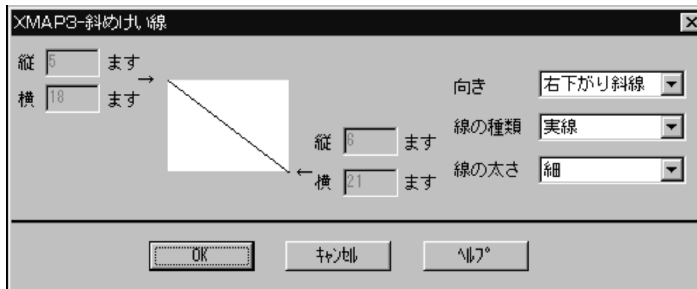 XMAP3-斜めけい線
縦 5 ます
→
横 18 ます
縦 6 ます
←
横 21 ます
向き 右下がり斜線
線の種類 実線
線の太さ 細
OK キャンセル ヘルプ